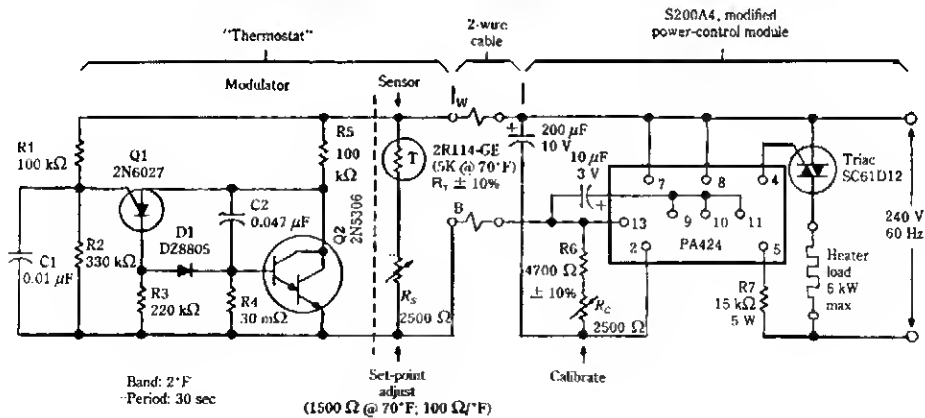 S200A4, modified
power-control module
2-wire
cable
"Thermostat"
Modulator
Sensor
W
R1
100 kΩ
Q1
2N6027
R5
100
kΩ
T
2R114-GE
(5K @ 70°F)
R_T ± 10%
+
200 μF
10 V
10 μF
3 V
+
7
8
4
Triac
SC61D12
C2
0.047 μF
Q2
2N5306
B
13
9
10
11
PA424
2
5
240 V
60 Hz
D1
DZ8805
R2
330 kΩ
C1
0.01 μF
R3
220 kΩ
R4
30 mΩ
R_S
2500 Ω
R6
4700 Ω
± 10%
R_C
2500 Ω
R7
15 kΩ
5 W
Heater
load
6 kW
max
Band: 2°F
Period: 30 sec
Set-point
adjust
(1500 Ω @ 70°F; 100 Ω/°F)
Calibrate